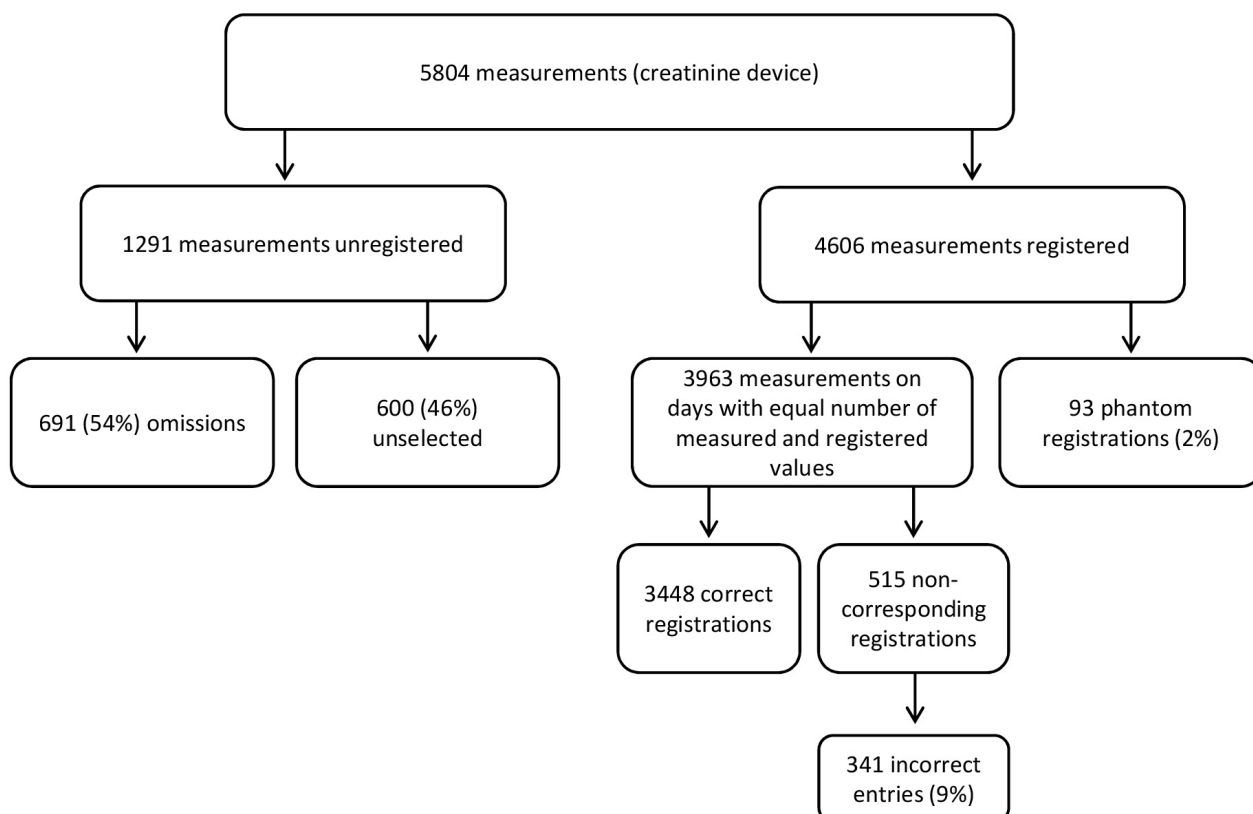 5804 measurements (creatinine device)
1291 measurements unregistered
4606 measurements registered
691 (54%) omissions
600 (46%)
unselected
3963 measurements on
days with equal number of
measured and registered
values
93 phantom
registrations (2%)
3448 correct
registrations
515 non-
corresponding
registrations
341 incorrect
entries (9%)